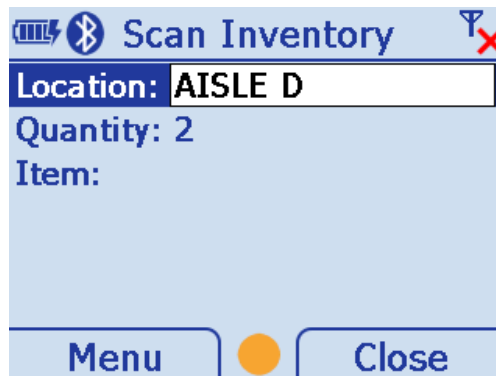 Scan Inventory
Location: AISLE D
Quantity: 2
Item:
Menu Close